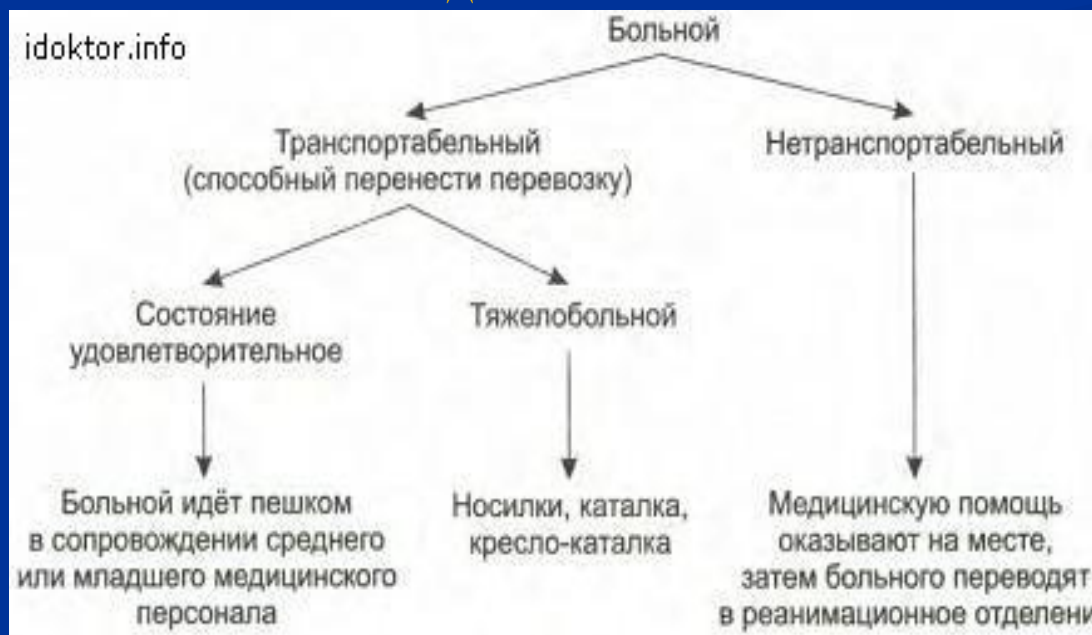 idoktor.info
Больной
Транспортабельный
(способный перенести перевозку)
Нетранспортабельный
Состояние
удовлетворительное
Тяжелобольной
Больной идёт пешком
в сопровождении среднего
или младшего медицинского
персонала
Носилки, каталка,
кресло-каталка
Медицинскую помощь
оказывают на месте,
затем больного переводят
в реанимационное